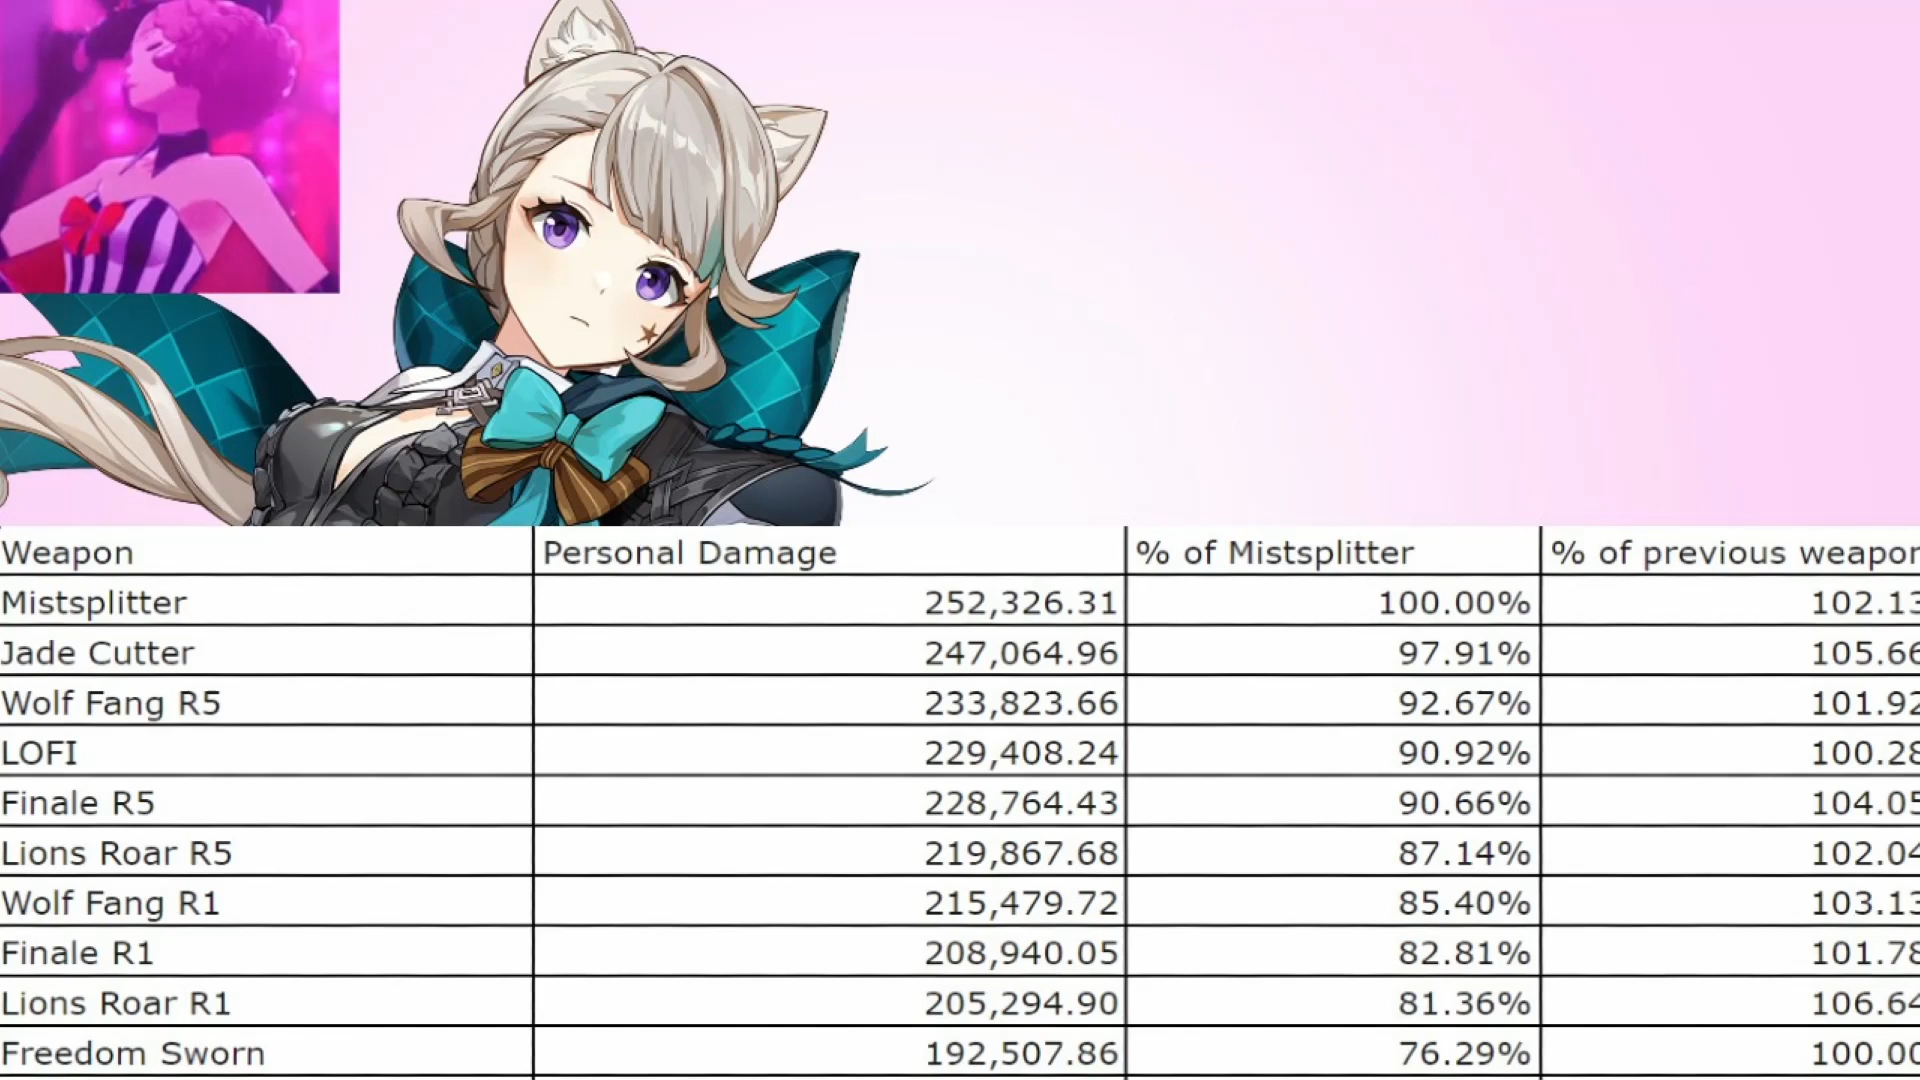 Weapon Personal Damage % of Mistsplitter % of previous weapon
Mistsplitter 252,326.31 100.00% 102.13
Jade Cutter 247,064.96 97.91% 105.66
Wolf Fang R5 233,823.66 92.67% 101.92
LOFI 229,408.24 90.92% 100.28
Finale R5 228,764.43 90.66% 104.05
Lions Roar R5 219,867.68 87.14% 102.04
Wolf Fang R1 215,479.72 85.40% 103.13
Finale R1 208,940.05 82.81% 101.78
Lions Roar R1 205,294.90 81.36% 106.64
Freedom Sworn 192,507.86 76.29% 100.00